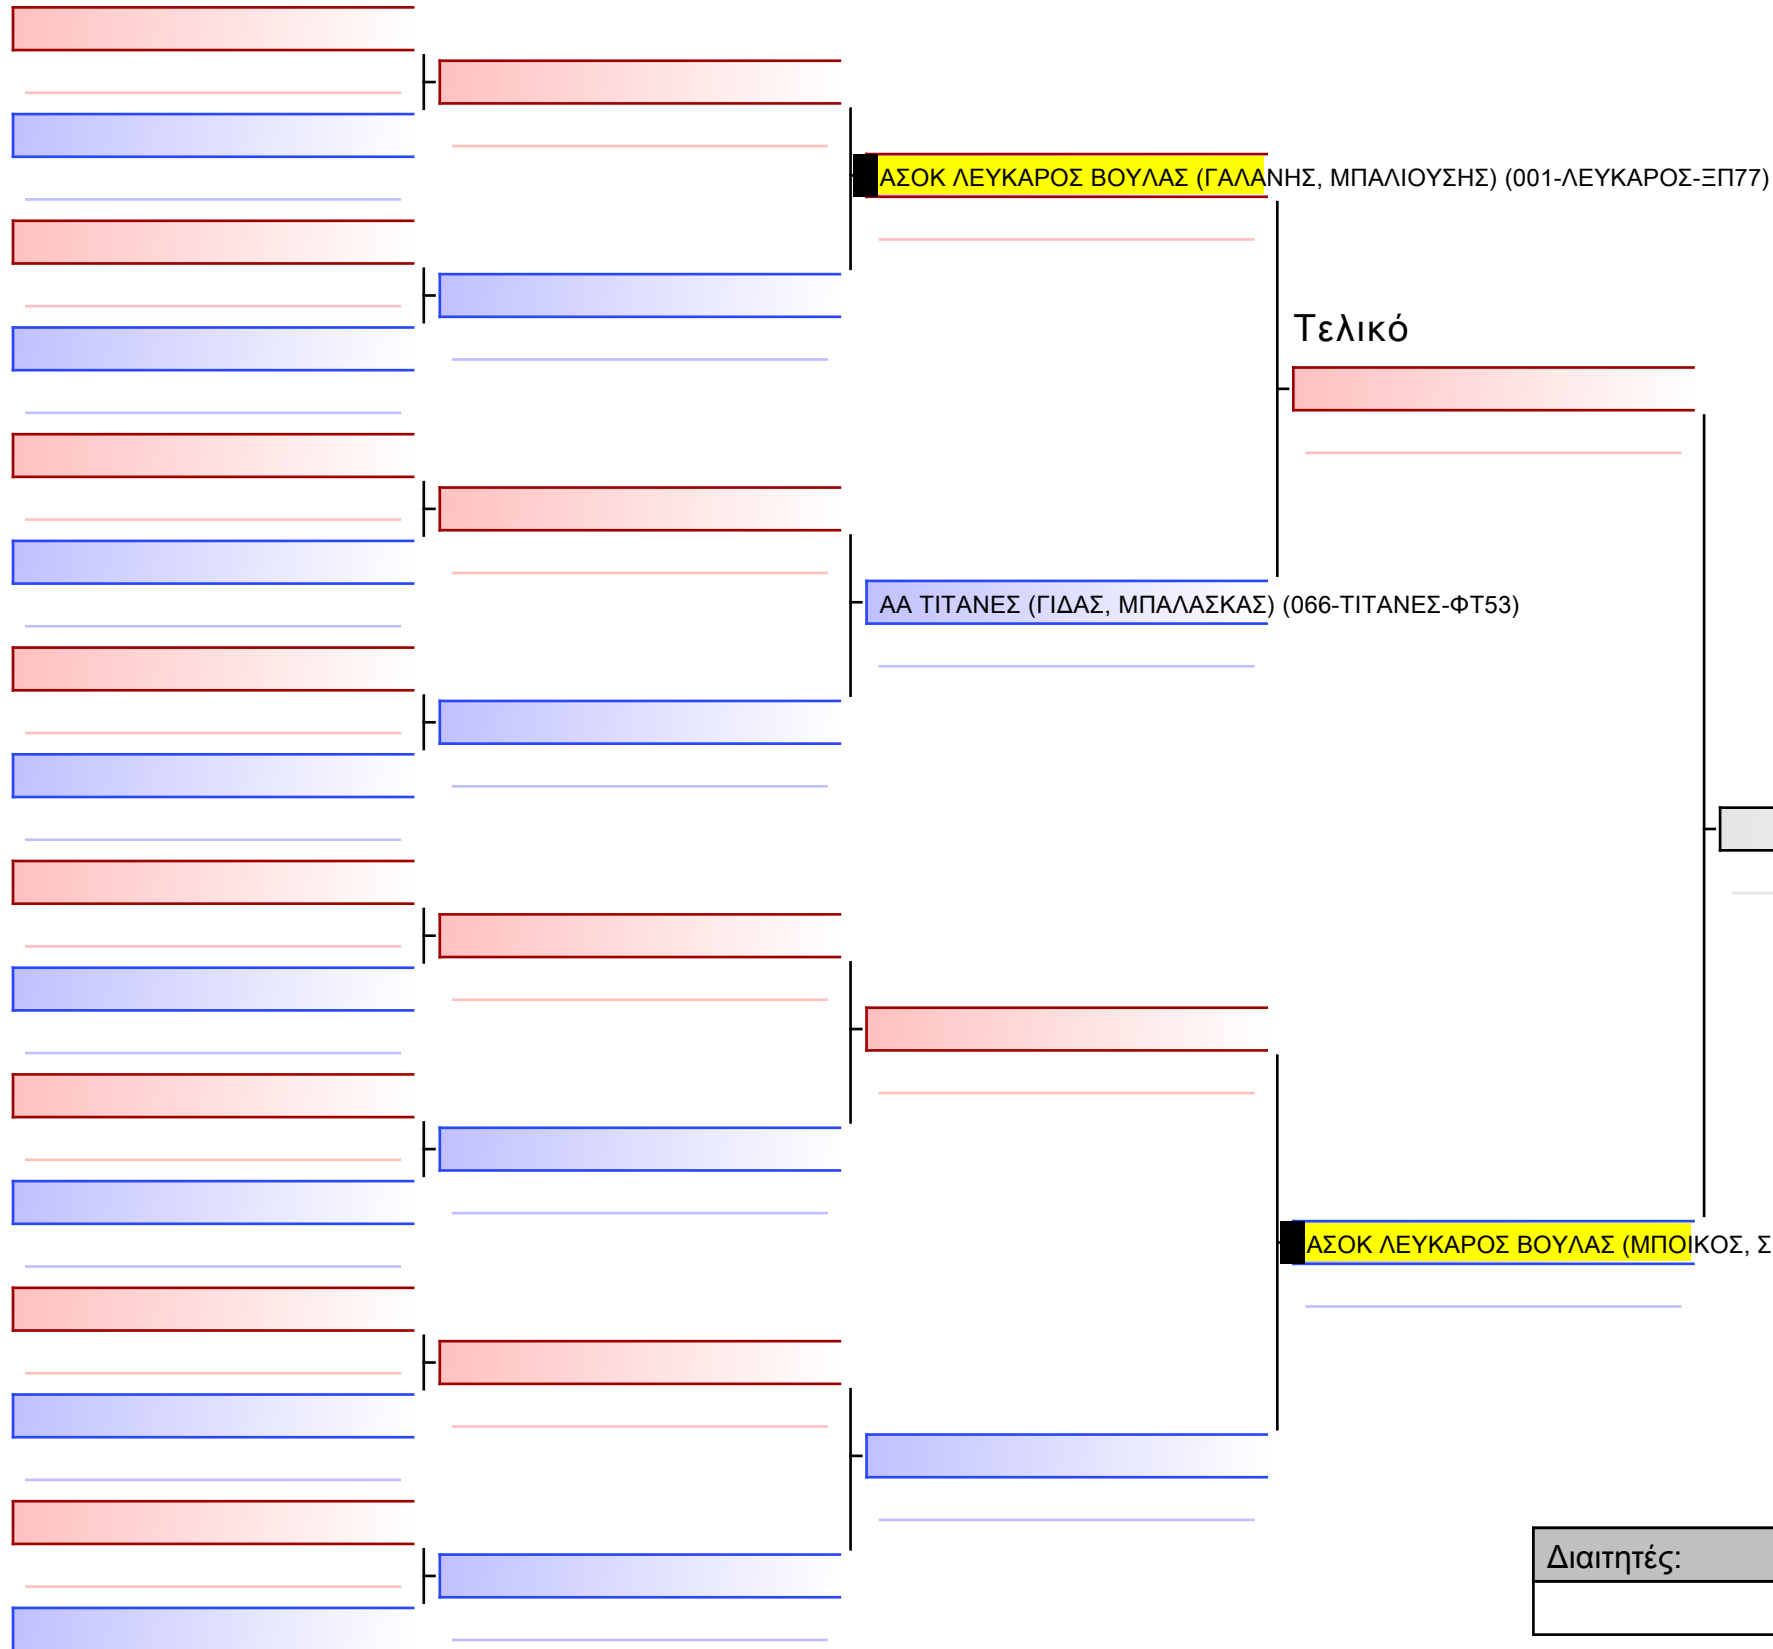 ΑΣΟΚ ΛΕΥΚΑΡΟΣ ΒΟΥΛΑΣ (ΓΑΛΑΝΗΣ, ΜΠΑΛΙΟΥΣΗΣ) (001-ΛΕΥΚΑΡΟΣ-ΞΠ77)
Τελικό
ΑΑ ΤΙΤΑΝΕΣ (ΓΙΔΑΣ, ΜΠΑΛΑΣΚΑΣ) (066-ΤΙΤΑΝΕΣ-ΦΤ53)
ΑΣΟΚ ΛΕΥΚΑΡΟΣ ΒΟΥΛΑΣ (ΜΠΟΙΚΟΣ, Σ
Διαιτητές: